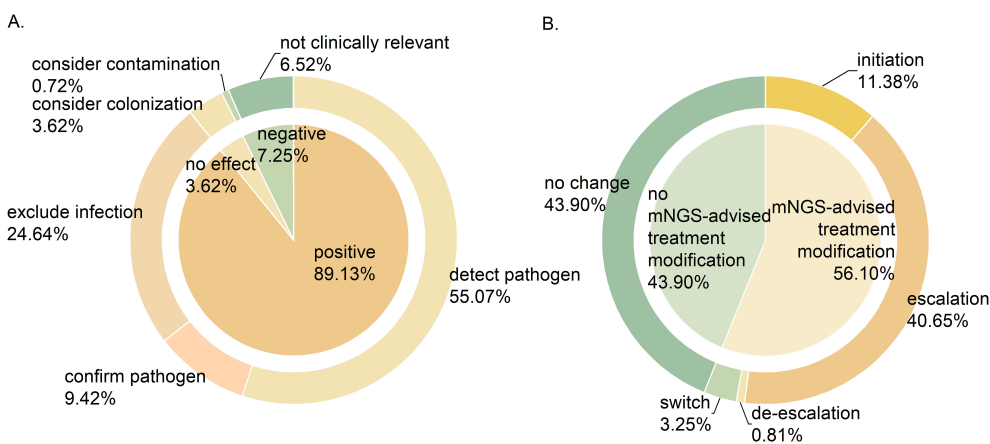 A.
not clinically relevant
6.52%
consider contamination
0.72%
consider colonization
3.62%
negative
7.25%
no effect
3.62%
exclude infection
24.64%
positive
89.13%
detect pathogen
55.07%
confirm pathogen
9.42%
B.
initiation
11.38%
no change
43.90%
no
mNGS-advised
treatment
modification
43.90%
mNGS-advised
treatment
modification
56.10%
escalation
40.65%
switch
3.25%
de-escalation
0.81%